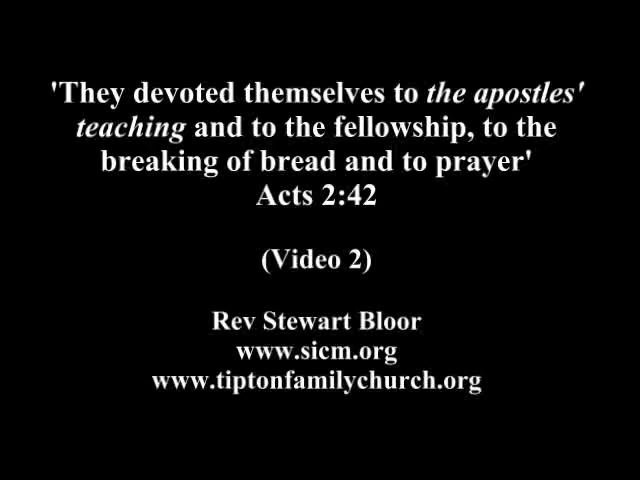 'They devoted themselves to the apostles'
teaching and to the fellowship, to the
breaking of bread and to prayer'
Acts 2:42
(Video 2)
Rev Stewart Bloor
www.sicm.org
www.tiptonfamilychurch.org